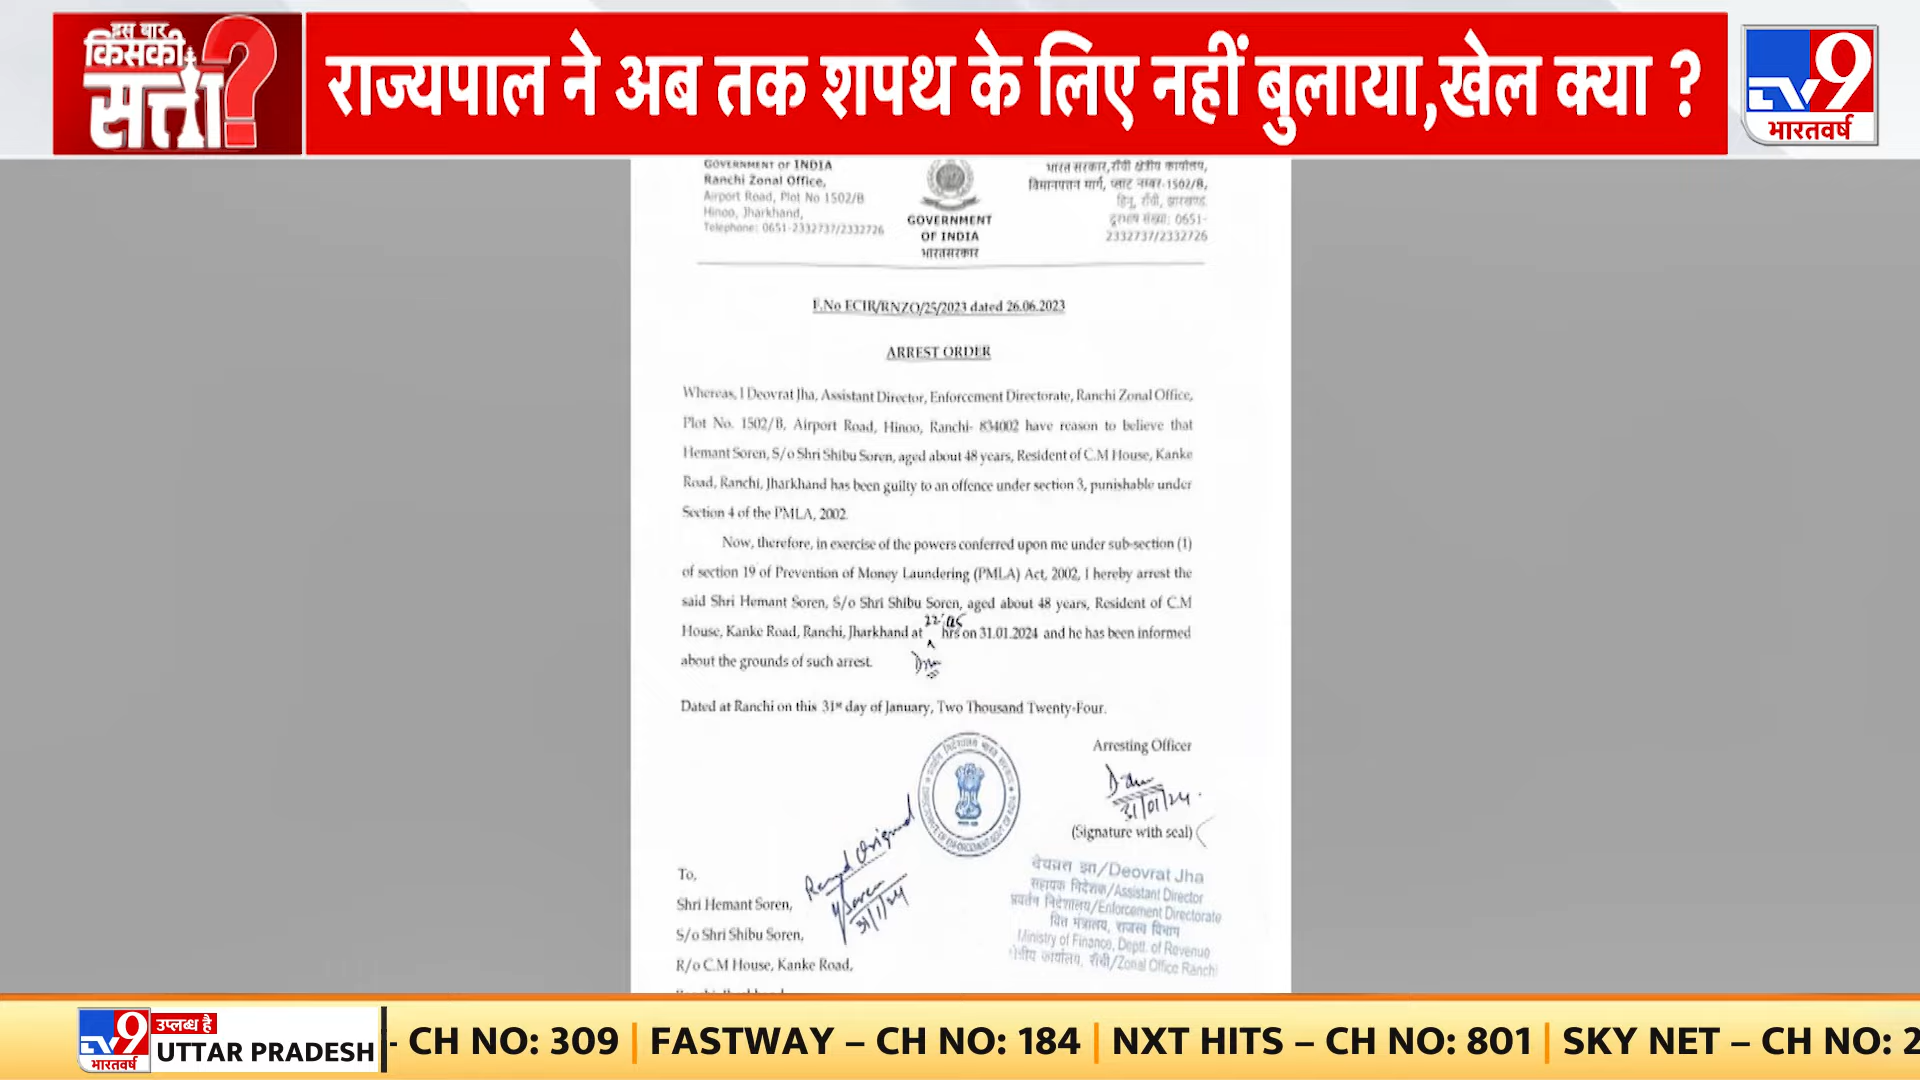 इस बार
किसकी
सत्ता?
राज्यपाल ने अब तक शपथ के लिए नहीं बुलाया,खेल क्या ?
TV9
भारतवर्ष
GOVERNMENT OF INDIA
Ranchi Zonal Office,
Airport Road, Plot No 1502/B
Hinoo, Jharkhand,
Telephone: 0651-2332737/2332726
GOVERNMENT
OF INDIA
भारतसरकार
भारत सरकार,राँची क्षेत्रीय कार्यालय,
विमानपत्तन मार्ग, प्लाट नम्बर-1502/B,
हिनू, राँची, झारखण्ड.
दूरभाष संख्या: 0651-
2332737/2332726
F.No ECIR/RNZO/25/2023 dated 26.06.2023
ARREST ORDER
Whereas, I Deovrat Jha, Assistant Director, Enforcement Directorate, Ranchi Zonal Office,
Plot No. 1502/B, Airport Road, Hinoo, Ranchi- 834002 have reason to believe that
Hemant Soren, S/o Shri Shibu Soren, aged about 48 years, Resident of C.M House, Kanke
Road, Ranchi, Jharkhand has been guilty to an offence under section 3, punishable under
Section 4 of the PMLA, 2002.
Now, therefore, in exercise of the powers conferred upon me under sub-section (1)
of section 19 of Prevention of Money Laundering (PMLA) Act, 2002, I hereby arrest the
said Shri Hemant Soren, S/o Shri Shibu Soren, aged about 48 years, Resident of C.M
House, Kanke Road, Ranchi, Jharkhand at hrs on 31.01.2024 and he has been informed
about the grounds of such arrest.
Dated at Ranchi on this 31st day of January, Two Thousand Twenty-Four.
Arresting Officer
31/01/24
(Signature with seal)
Original
31/1/24
देवव्रत झा/Deovrat Jha
सहायक निदेशक/Assistant Director
प्रवर्तन निदेशालय/Enforcement Directorate
वित्त मंत्रालय, राजस्व विभाग
Ministry of Finance, Deptt. of Revenue
क्षेत्रीय कार्यालय, राँची/Zonal Office Ranchi
To,
Shri Hemant Soren,
S/o Shri Shibu Soren,
R/o C.M House, Kanke Road,
TV9
भारतवर्ष
उपलब्ध है
UTTAR PRADESH
- CH NO: 309 | FASTWAY – CH NO: 184 | NXT HITS – CH NO: 801 | SKY NET – CH NO: 2